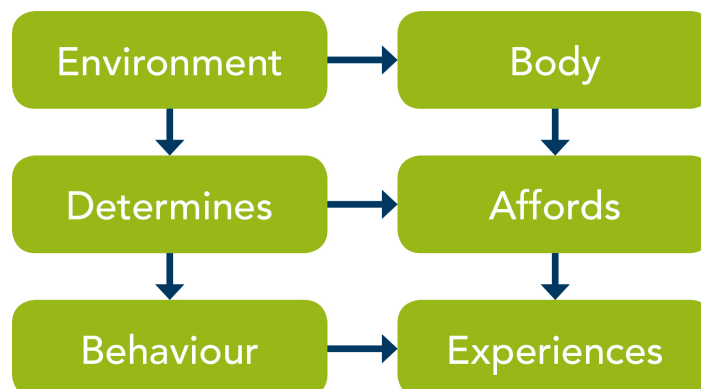 Environment
Body
Determines
Affords
Behaviour
Experiences